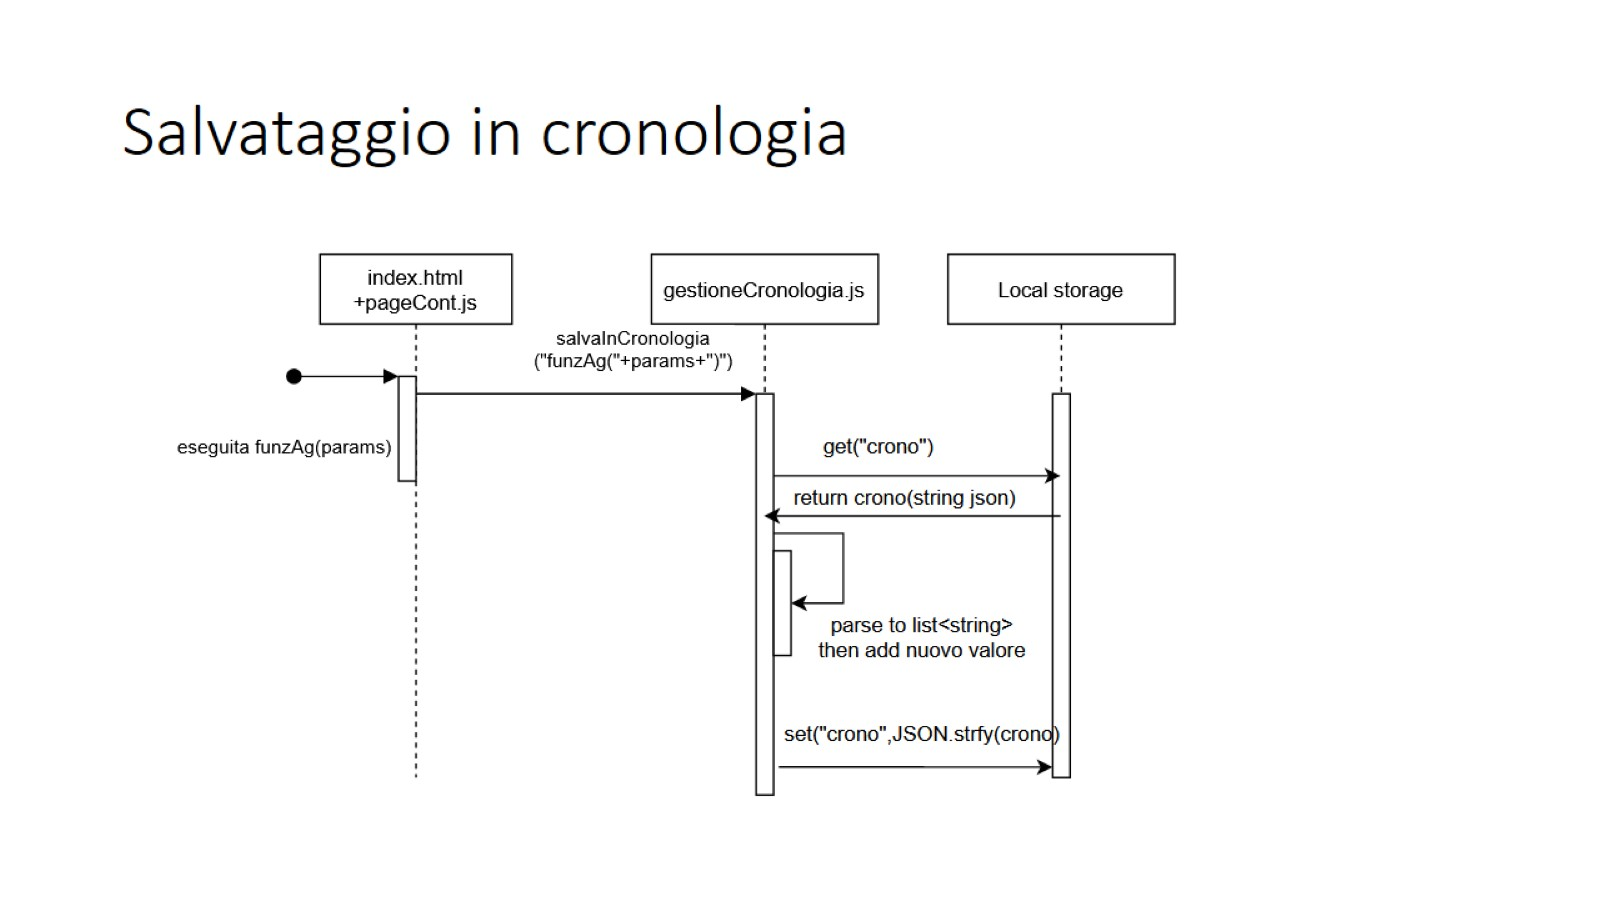 Salvataggio in cronologia
index.html
+pageCont.js
gestioneCronologia.js
Local storage
salvaInCronologia
("funzAg("+params+")")
eseguita funzAg(params)
get("crono")
return crono(string json)
parse to list<string>
then add nuovo valore
set("crono",JSON.strfy(crono)